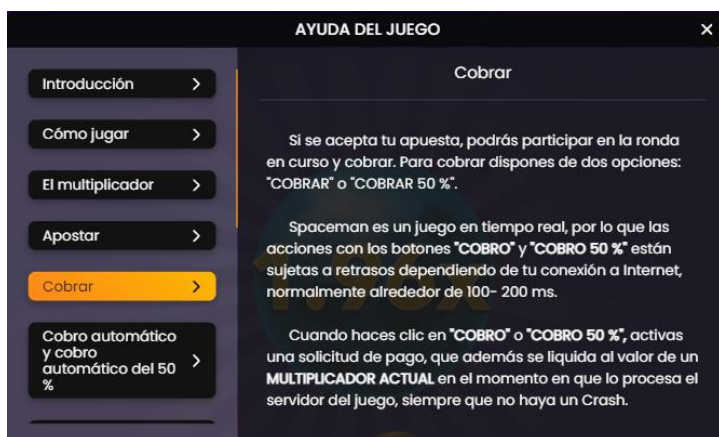 AYUDA DEL JUEGO
Introducción
Cómo jugar
El multiplicador
Apostar
Cobrar
Cobro automático
y cobro
automático del 50
%
Cobrar
Si se acepta tu apuesta, podrás participar en la ronda
en curso y cobrar. Para cobrar dispones de dos opciones:
"COBRAR" o "COBRAR 50 %".
Spaceman es un juego en tiempo real, por lo que las
acciones con los botones "COBRO" y "COBRO 50 %" están
sujetas a retrasos dependiendo de tu conexión a Internet,
normalmente alrededor de 100- 200 ms.
Cuando haces clic en "COBRO" o "COBRO 50 %", activas
una solicitud de pago, que además se liquida al valor de un
MULTIPLICADOR ACTUAL en el momento en que lo procesa el
servidor del juego, siempre que no haya un Crash.
1.96x